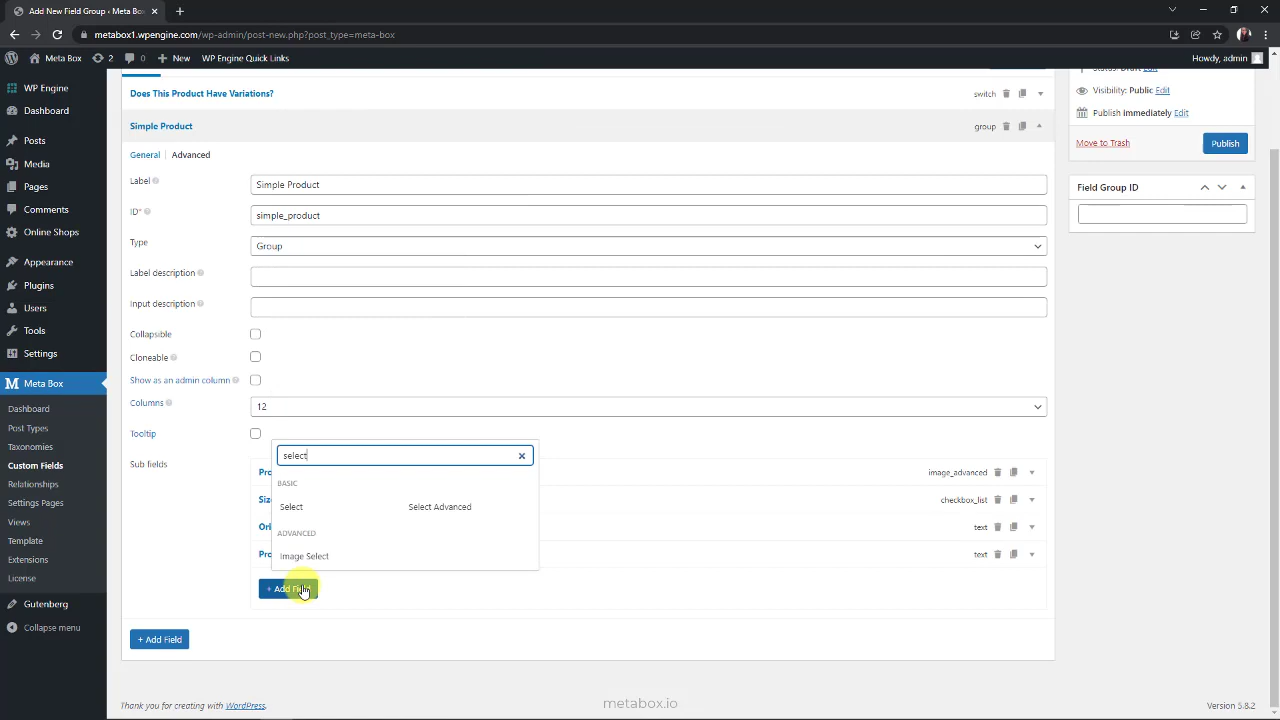 Add New Field Group ‹ Meta Box
metabox1.wpengine.com/wp-admin/post-new.php?post_type=meta-box
Meta Box 2 0 New WP Engine Quick Links Howdy, admin
WP Engine
Dashboard
Posts
Media
Pages
Comments
Online Shops
Appearance
Plugins
Users
Tools
Settings
Meta Box
Dashboard
Post Types
Taxonomies
Custom Fields
Relationships
Settings Pages
Views
Template
Extensions
License
Gutenberg
Collapse menu
Does This Product Have Variations? switch
Simple Product group
General Advanced
Label Simple Product
ID* simple_product
Type Group
Label description
Input description
Collapsible
Cloneable
Show as an admin column
Columns 12
Tooltip
Sub fields
select
BASIC
Select Select Advanced
ADVANCED
Image Select
image_advanced
checkbox_list
text
text
+ Add Field
+ Add Field
Status: Draft Edit
Visibility: Public Edit
Publish immediately Edit
Move to Trash Publish
Field Group ID
Thank you for creating with WordPress. metabox.io Version 5.8.2